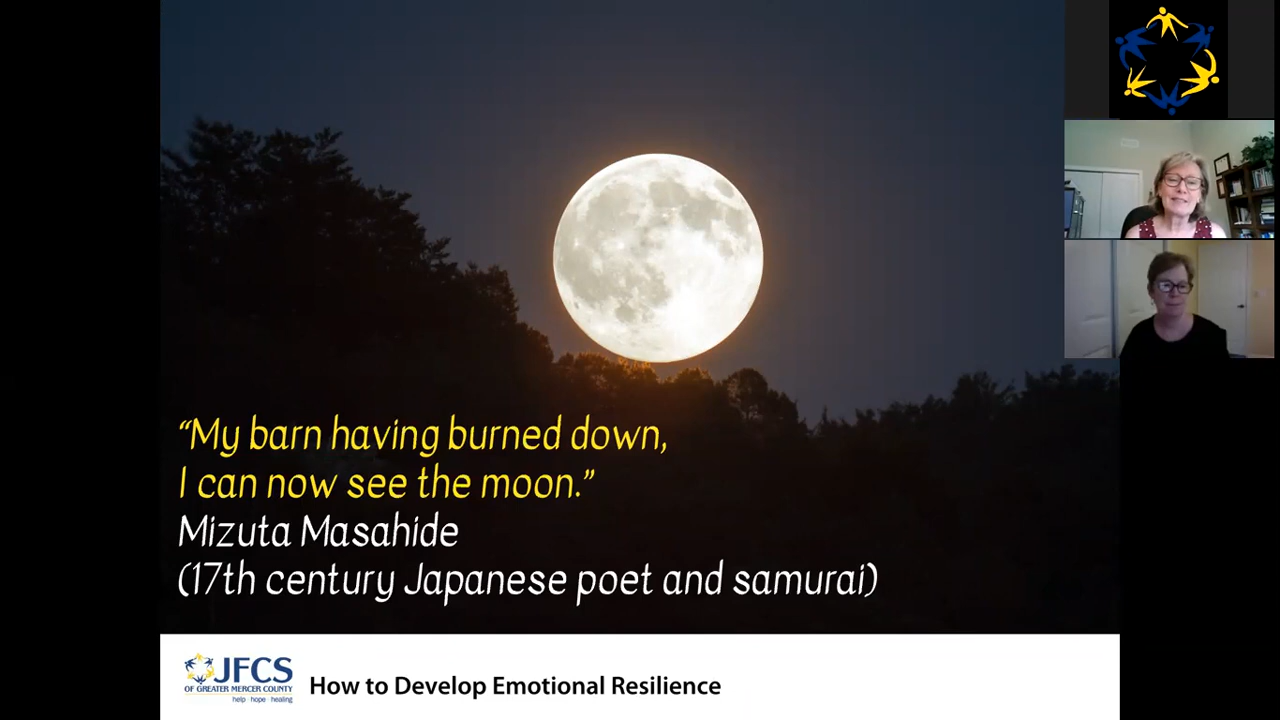 “My barn having burned down,
I can now see the moon.”
Mizuta Masahide
(17th century Japanese poet and samurai)
JFCS
OF GREATER MERCER COUNTY
help · hope · healing
How to Develop Emotional Resilience